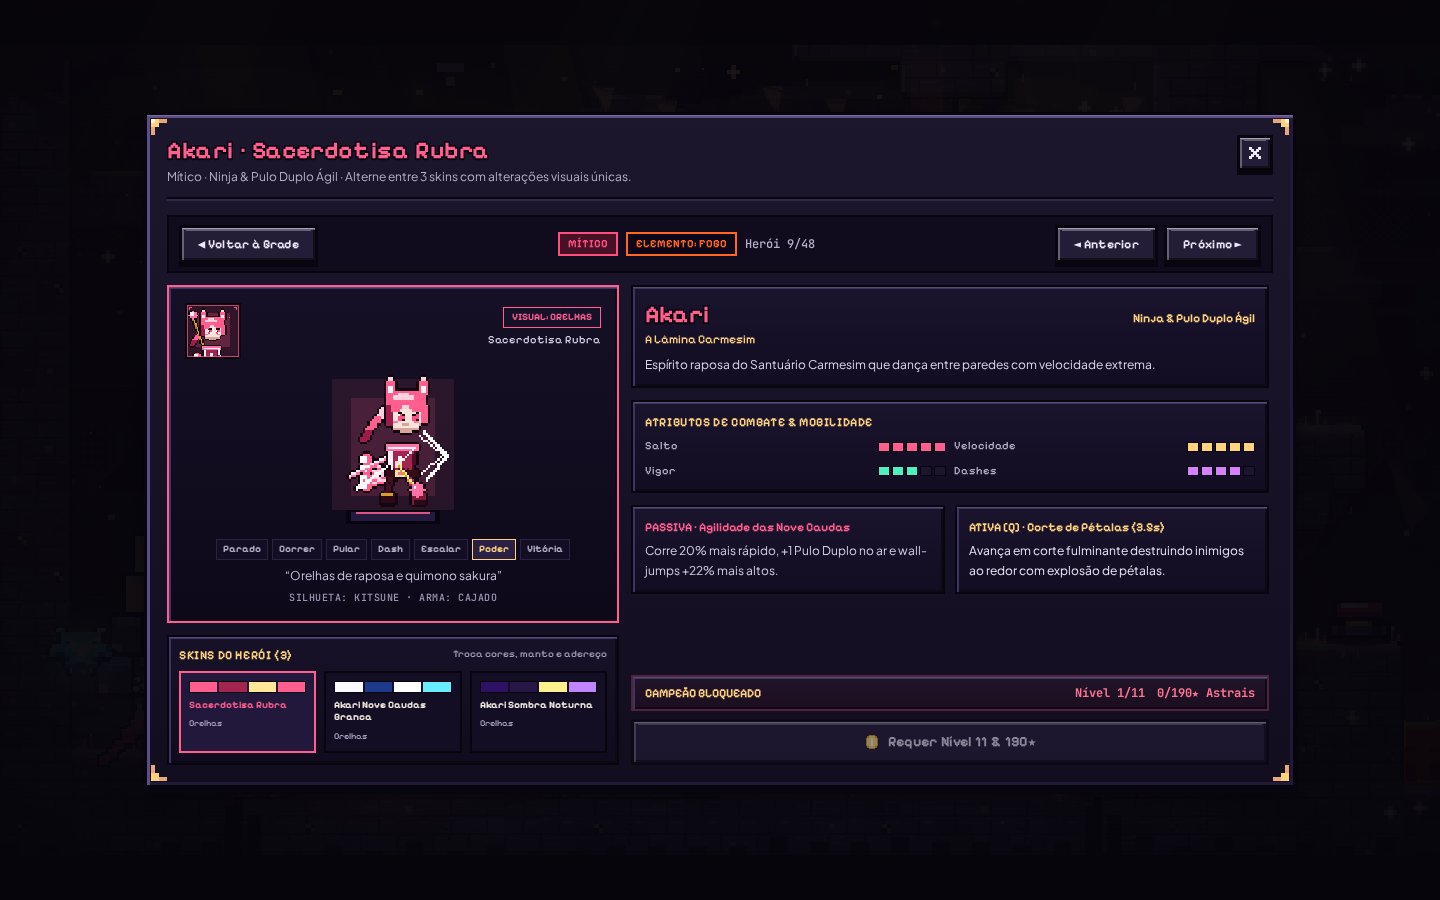 Akari · Sacerdotisa Rubra
Mítico · Ninja & Pulo Duplo Ágil · Alterne entre 3 skins com alterações visuais únicas.
X
◄ Voltar à Grade
MÍTICO
ELEMENTO: FOGO
Herói 9/48
◄ Anterior
Próximo ►
VISUAL: ORELHAS
Sacerdotisa Rubra
Parado
Correr
Pular
Dash
Escalar
Poder
Vitória
"Orelhas de raposa e quimono sakura"
SILHUETA: KITSUNE · ARMA: CAJADO
SKINS DO HERÓI (3)
Troca cores, manto e adereço
Sacerdotisa Rubra
Orelhas
Akari Nove Caudas
Branca
Orelhas
Akari Sombra Noturna
Orelhas
Akari
Ninja & Pulo Duplo Ágil
A Lâmina Carmesim
Espírito raposa do Santuário Carmesim que dança entre paredes com velocidade extrema.
ATRIBUTOS DE COMBATE & MOBILIDADE
Salto
Velocidade
Vigor
Dashes
PASSIVA · Agilidade das Nove Caudas
Corre 20% mais rápido, +1 Pulo Duplo no ar e wall-
jumps +22% mais altos.
ATIVA (Q) · Corte de Pétalas (3.8s)
Avança em corte fulminante destruindo inimigos
ao redor com explosão de pétalas.
CAMPEÃO BLOQUEADO
Nível 1/11 0/190★ Astrais
Requer Nível 11 & 190★